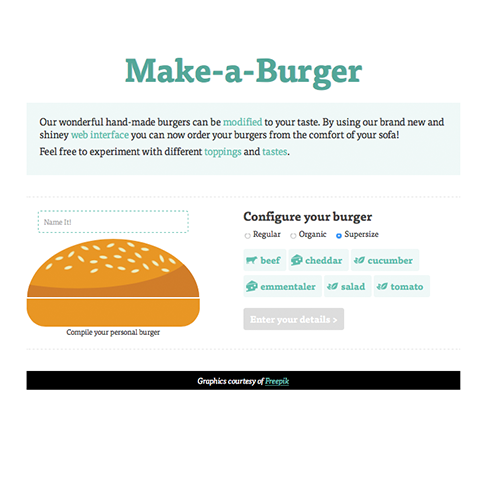 Make-a-Burger
Our wonderful hand-made burgers can be modified to your taste. By using our brand new and
shiney web interface you can now order your burgers from the comfort of your sofa!
Feel free to experiment with different toppings and tastes.
Name It!
Compile your personal burger
Configure your burger
Regular Organic Supersize
beef cheddar cucumber
emmentaler salad tomato
Enter your details >
Graphics courtesy of Freepik